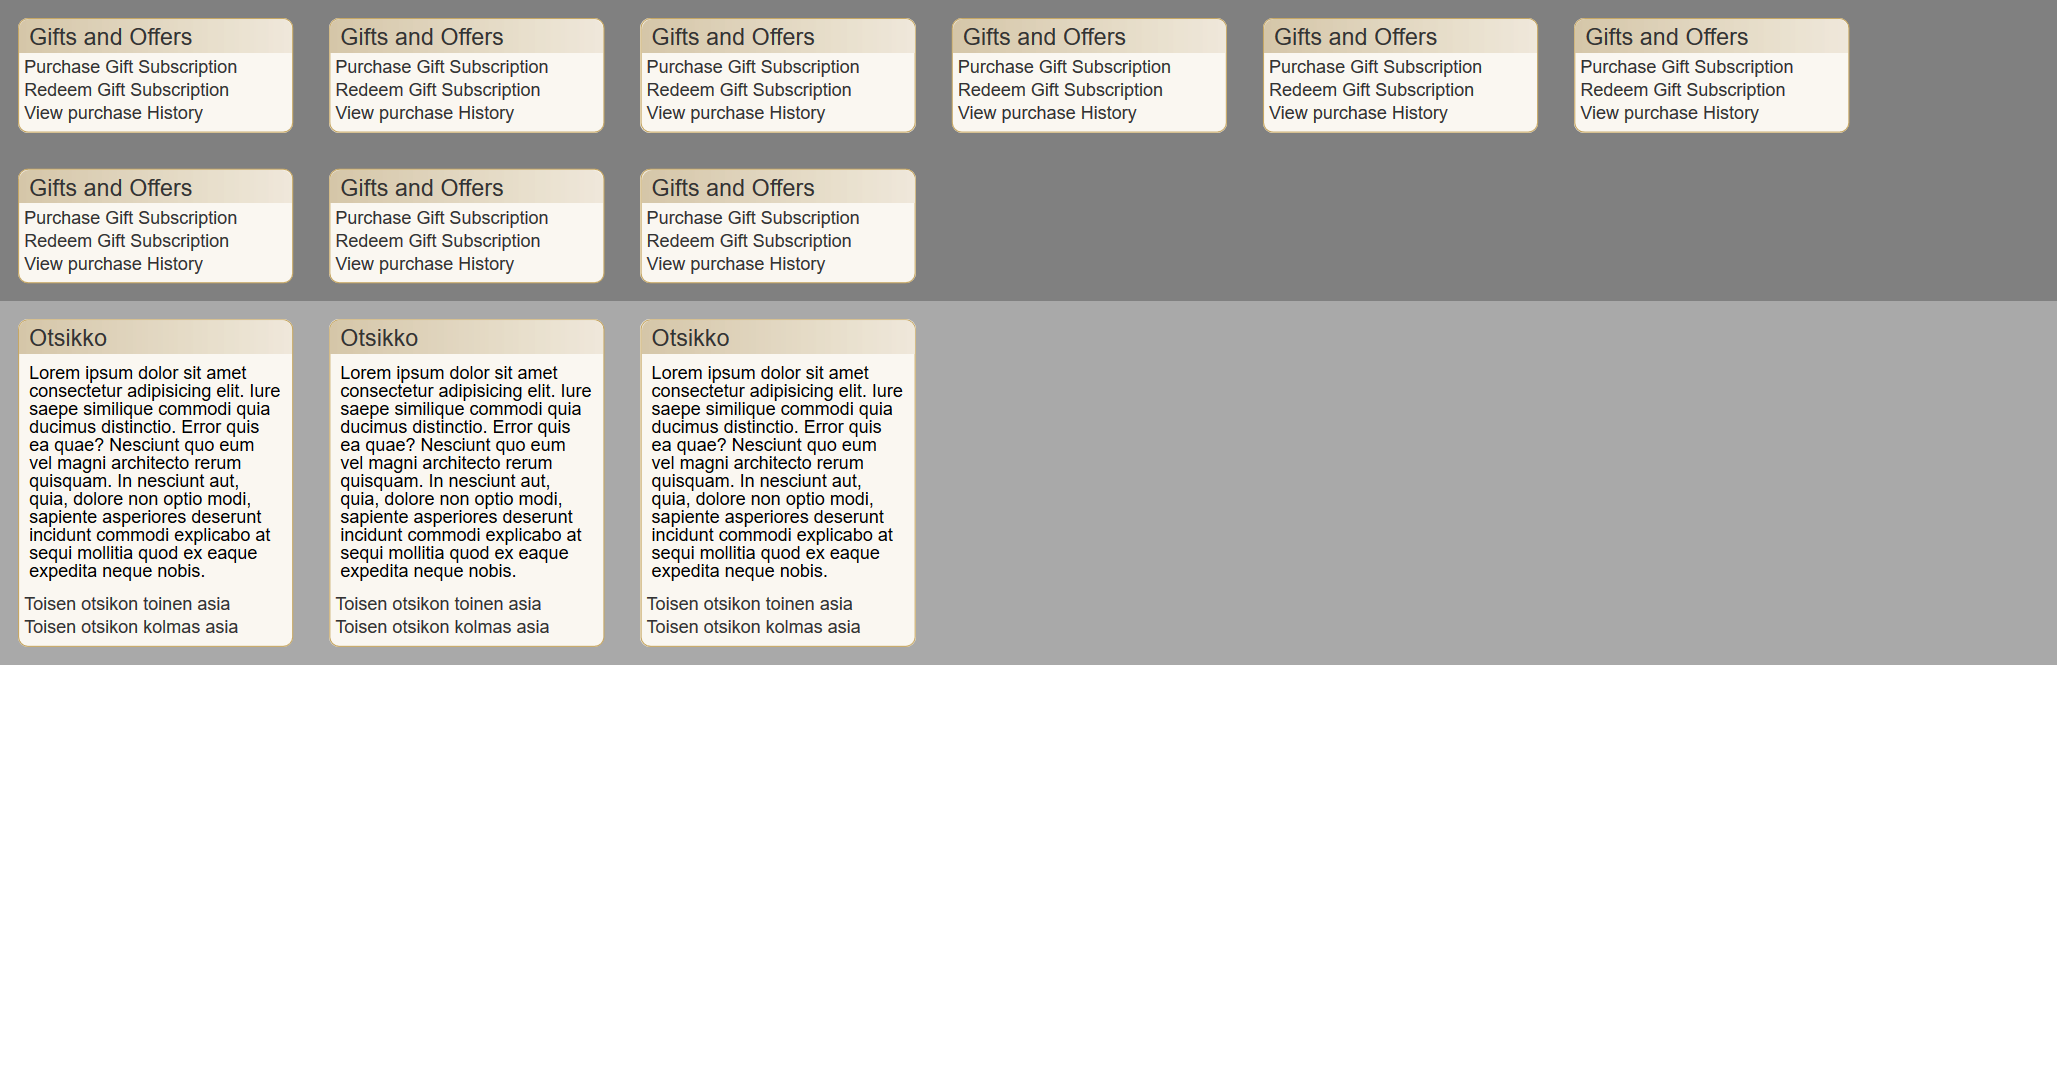 Gifts and Offers
Purchase Gift Subscription
Redeem Gift Subscription
View purchase History
Gifts and Offers
Purchase Gift Subscription
Redeem Gift Subscription
View purchase History
Gifts and Offers
Purchase Gift Subscription
Redeem Gift Subscription
View purchase History
Gifts and Offers
Purchase Gift Subscription
Redeem Gift Subscription
View purchase History
Gifts and Offers
Purchase Gift Subscription
Redeem Gift Subscription
View purchase History
Gifts and Offers
Purchase Gift Subscription
Redeem Gift Subscription
View purchase History
Gifts and Offers
Purchase Gift Subscription
Redeem Gift Subscription
View purchase History
Gifts and Offers
Purchase Gift Subscription
Redeem Gift Subscription
View purchase History
Gifts and Offers
Purchase Gift Subscription
Redeem Gift Subscription
View purchase History
Otsikko
Lorem ipsum dolor sit amet
consectetur adipisicing elit. Iure
saepe similique commodi quia
ducimus distinctio. Error quis
ea quae? Nesciunt quo eum
vel magni architecto rerum
quisquam. In nesciunt aut,
quia, dolore non optio modi,
sapiente asperiores deserunt
incidunt commodi explicabo at
sequi mollitia quod ex eaque
expedita neque nobis.
Toisen otsikon toinen asia
Toisen otsikon kolmas asia
Otsikko
Lorem ipsum dolor sit amet
consectetur adipisicing elit. Iure
saepe similique commodi quia
ducimus distinctio. Error quis
ea quae? Nesciunt quo eum
vel magni architecto rerum
quisquam. In nesciunt aut,
quia, dolore non optio modi,
sapiente asperiores deserunt
incidunt commodi explicabo at
sequi mollitia quod ex eaque
expedita neque nobis.
Toisen otsikon toinen asia
Toisen otsikon kolmas asia
Otsikko
Lorem ipsum dolor sit amet
consectetur adipisicing elit. Iure
saepe similique commodi quia
ducimus distinctio. Error quis
ea quae? Nesciunt quo eum
vel magni architecto rerum
quisquam. In nesciunt aut,
quia, dolore non optio modi,
sapiente asperiores deserunt
incidunt commodi explicabo at
sequi mollitia quod ex eaque
expedita neque nobis.
Toisen otsikon toinen asia
Toisen otsikon kolmas asia